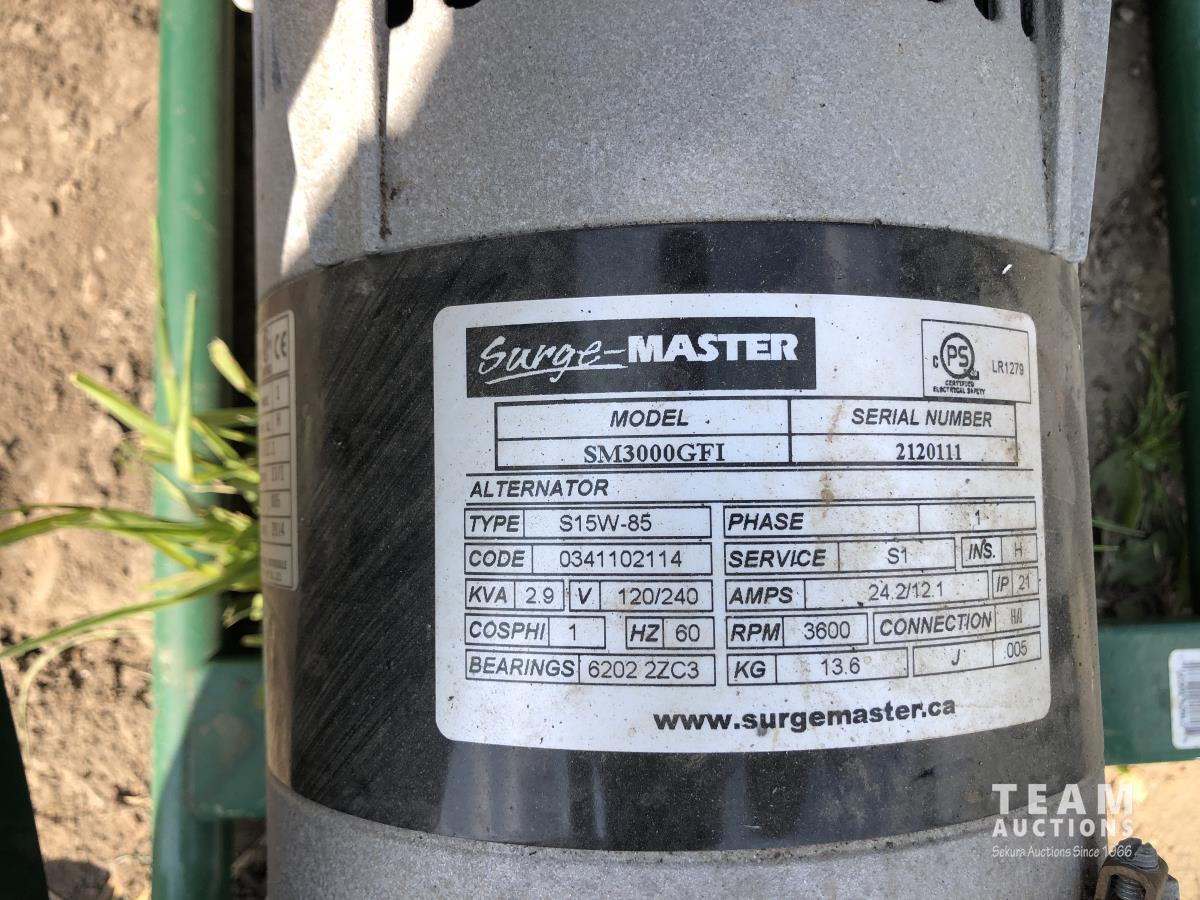 Surge-MASTER
c PS
CERTIFIED
ELECTRICAL SAFETY
LR1279
MODEL SERIAL NUMBER
SM3000GFI 2120111
ALTERNATOR
TYPE S15W-85 PHASE 1
CODE 0341102114 SERVICE S1 INS. H
KVA 2.9 V 120/240 AMPS 24.2/12.1 IP 21
COSPHI 1 HZ 60 RPM 3600 CONNECTION
BEARINGS 6202 2ZC3 KG 13.6 J .005
www.surgemaster.ca
CE
TEAM
AUCTIONS
Sekura Auctions Since 1966